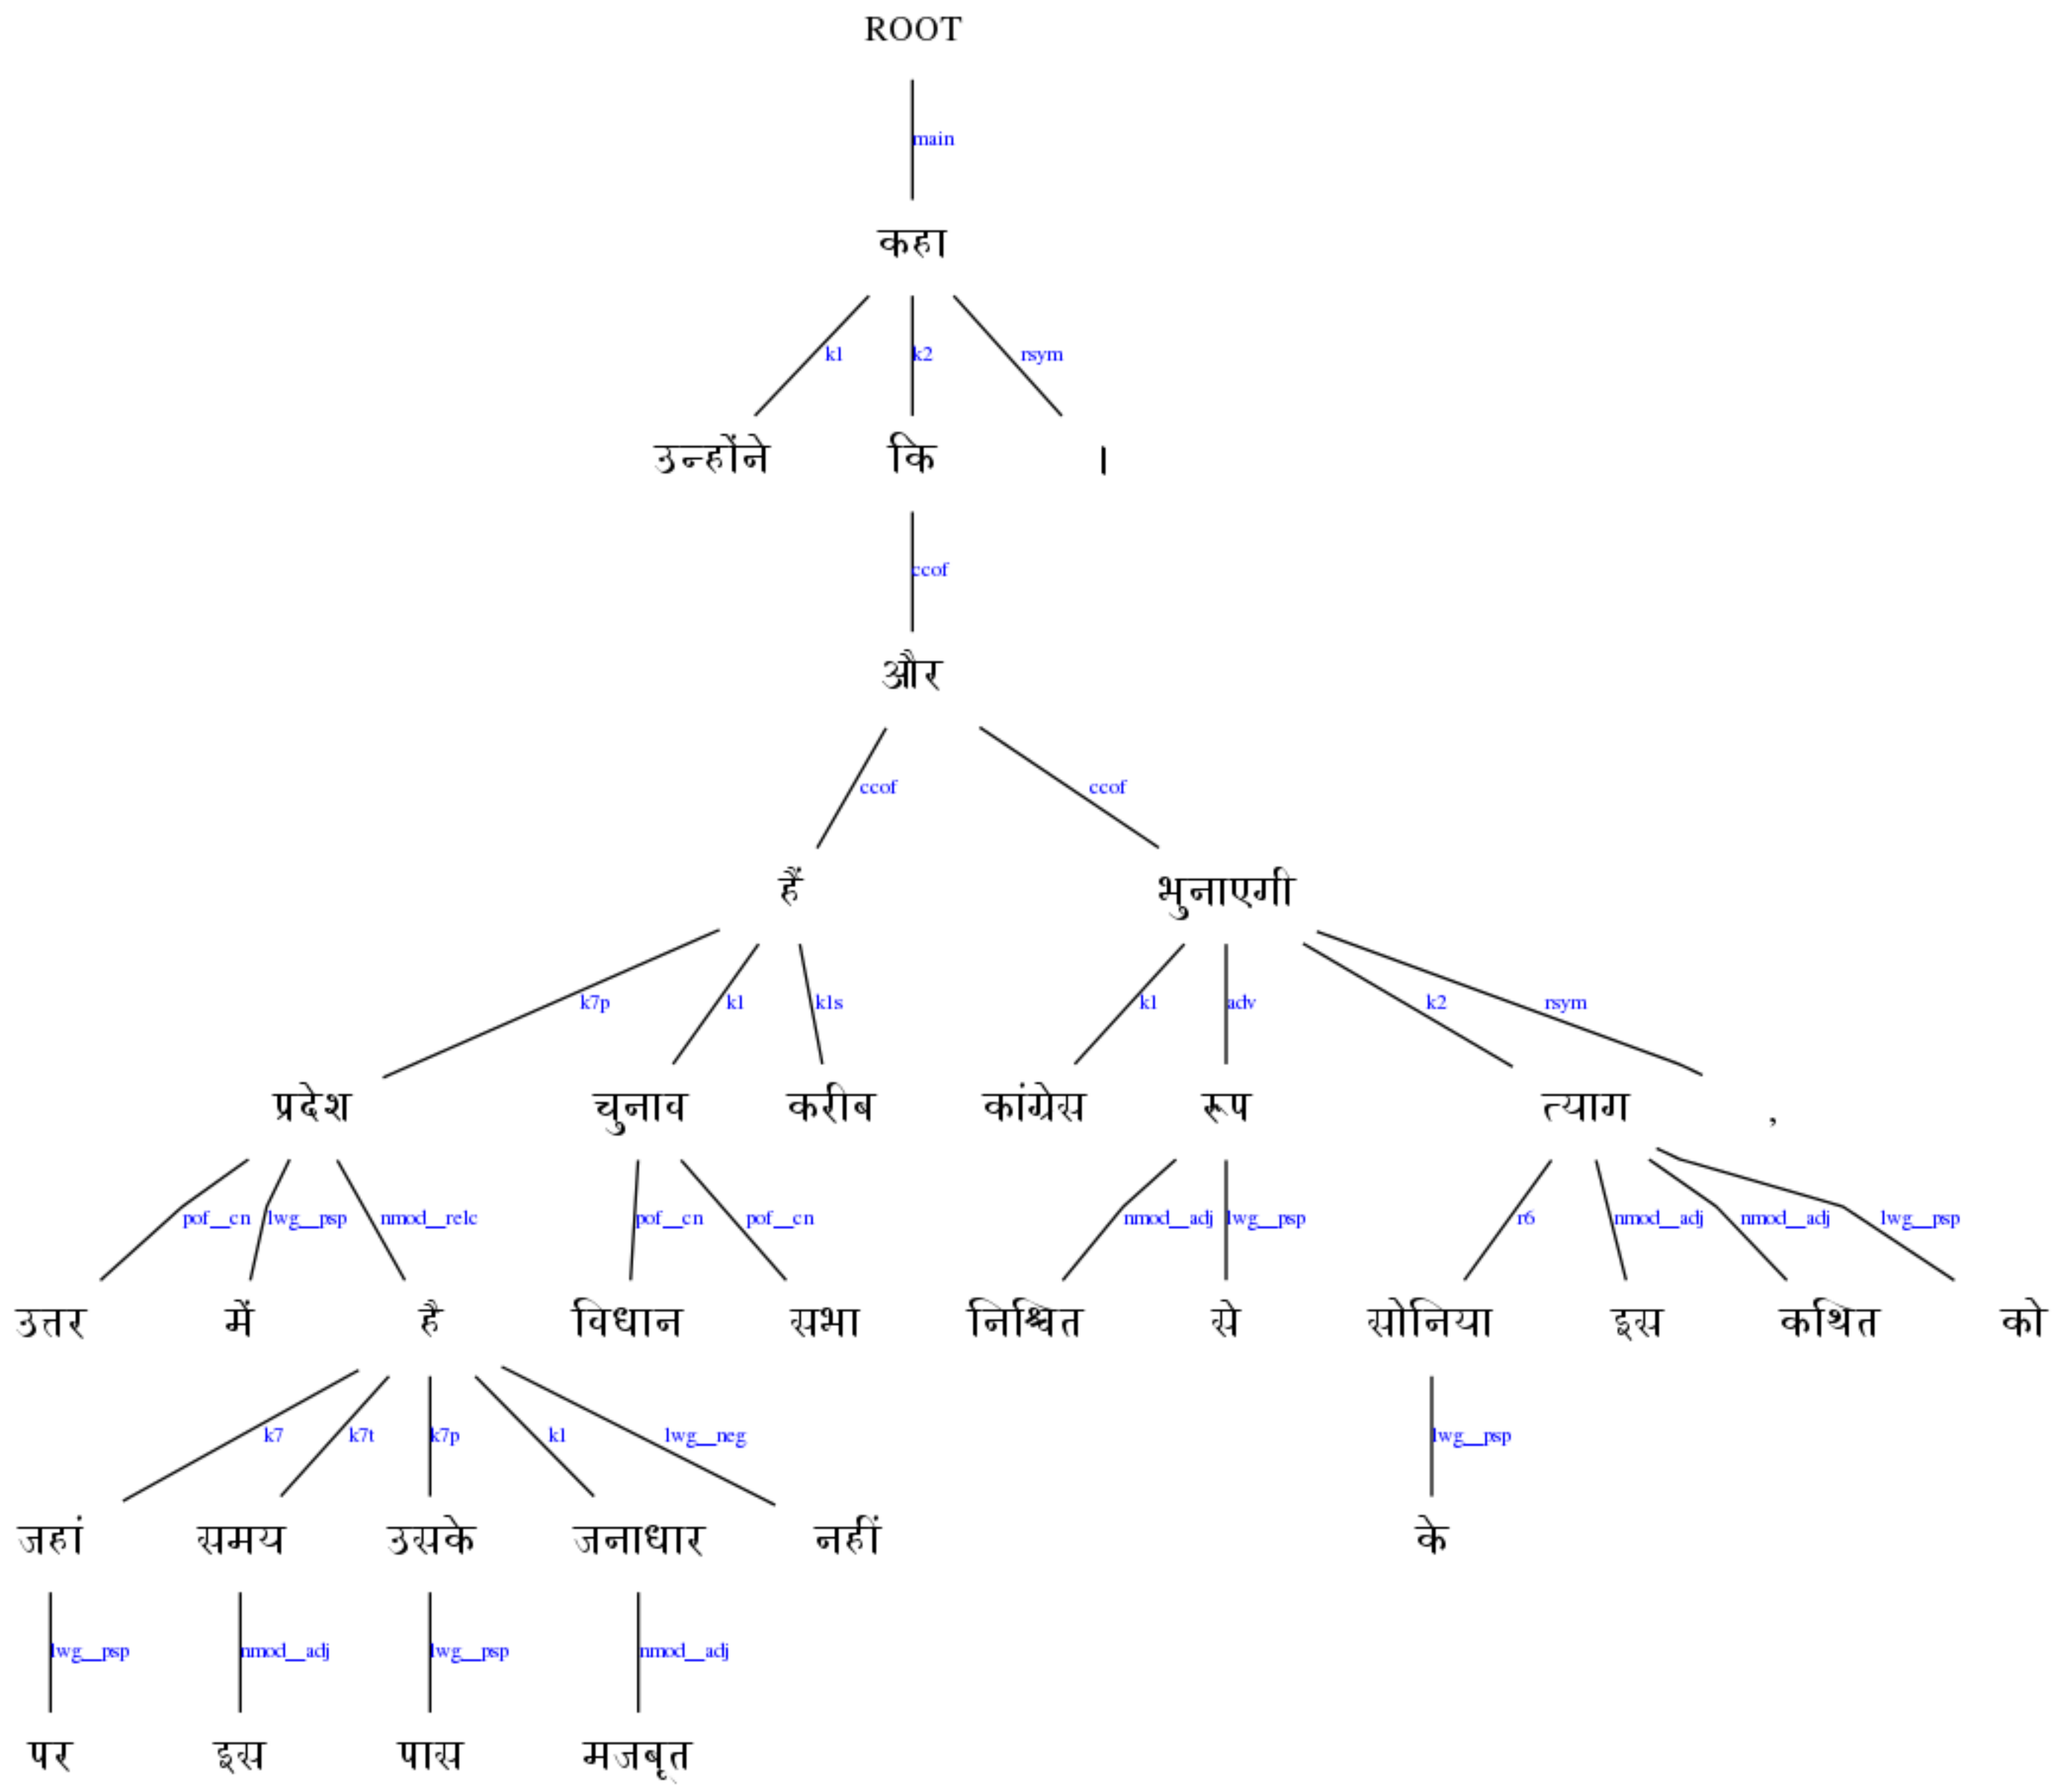 ROOT
main
कहा
k1 k2 rsym
उन्होंने कि ।
ccof
और
ccof ccof
हैं भुनाएगी
k7p k1 k1s k1 adv k2 rsym
प्रदेश चुनाव करीब कांग्रेस रूप त्याग ,
pof__cn lwg__psp nmod__relc pof__cn pof__cn nmod__adj lwg__psp r6 nmod__adj nmod__adj lwg__psp
उत्तर में है विधान सभा निश्चित से सोनिया इस कथित को
k7 k7t k7p k1 lwg__neg lwg__psp
जहां समय उसके जनाधार नहीं के
lwg__psp nmod__adj lwg__psp nmod__adj
पर इस पास मजबूत